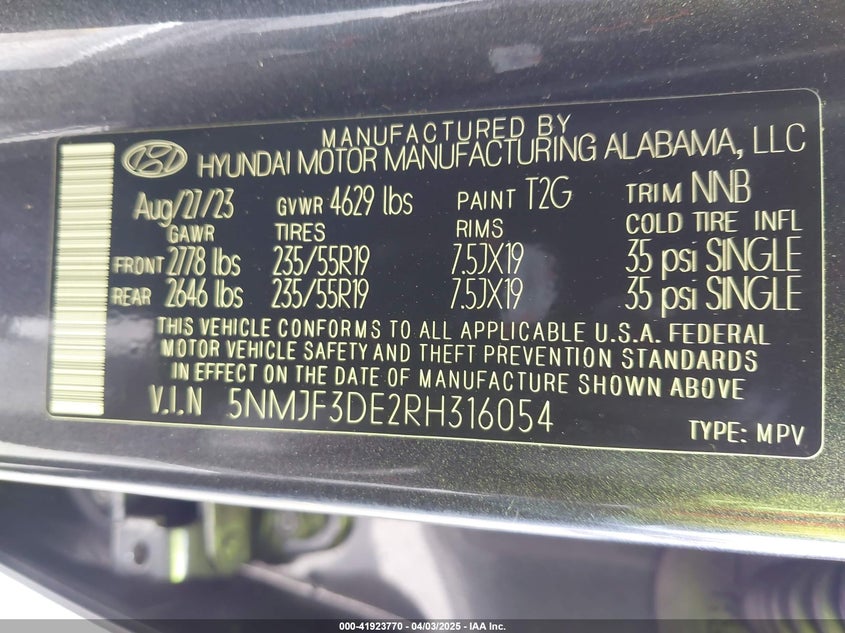 MANUFACTURED BY
HYUNDAI MOTOR MANUFACTURING ALABAMA, LLC
Aug/27/23 GVWR 4629 lbs PAINT T2G TRIM NNB
GAWR TIRES RIMS COLD TIRE INFL
FRONT 2778 lbs 235/55R19 7.5JX19 35 psi SINGLE
REAR 2646 lbs 235/55R19 7.5JX19 35 psi SINGLE
THIS VEHICLE CONFORMS TO ALL APPLICABLE U.S.A. FEDERAL
MOTOR VEHICLE SAFETY AND THEFT PREVENTION STANDARDS
IN EFFECT ON THE DATE OF MANUFACTURE SHOWN ABOVE
V.I.N 5NMJF3DE2RH316054
TYPE: MPV
000-41923770 - 04/03/2025 - IAA Inc.